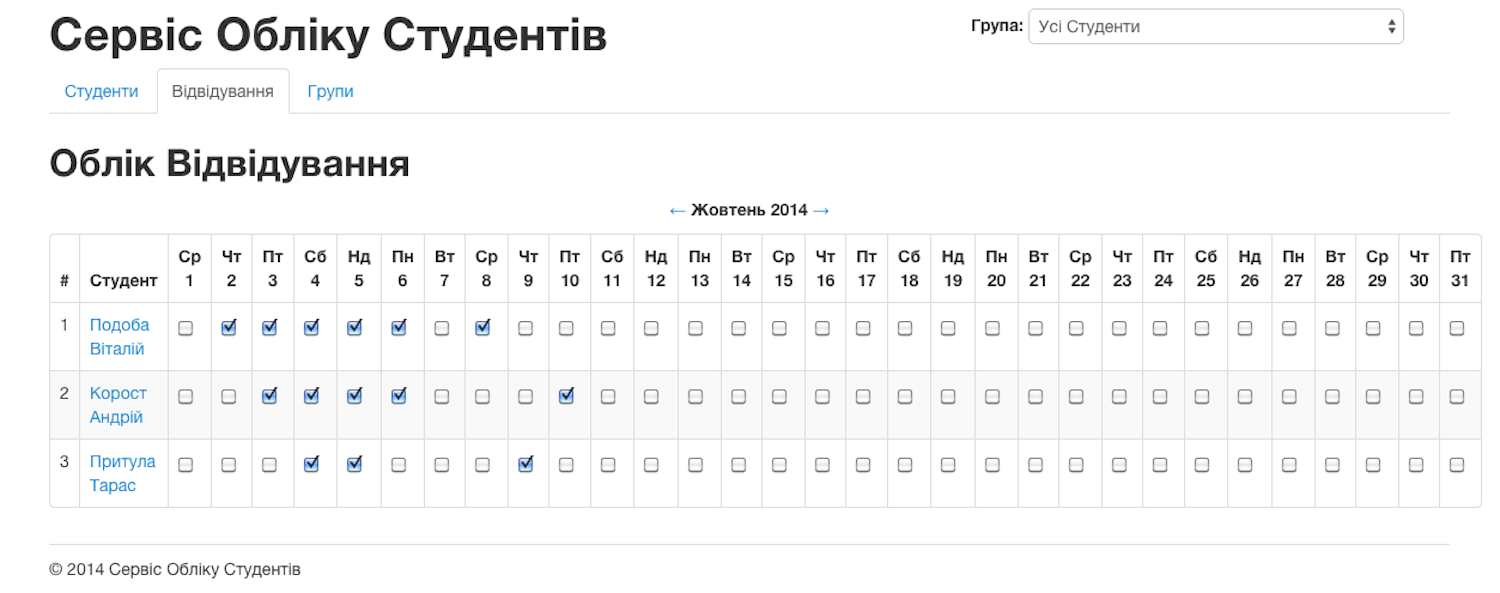 Сервіс Обліку Студентів
Група: Усі Студенти
Студенти Відвідування Групи
Облік Відвідування
← Жовтень 2014 →
# Студент Ср 1 Чт 2 Пт 3 Сб 4 Нд 5 Пн 6 Вт 7 Ср 8 Чт 9 Пт 10 Сб 11 Нд 12 Пн 13 Вт 14 Ср 15 Чт 16 Пт 17 Сб 18 Нд 19 Пн 20 Вт 21 Ср 22 Чт 23 Пт 24 Сб 25 Нд 26 Пн 27 Вт 28 Ср 29 Чт 30 Пт 31
1 Подоба
Віталій
2 Корост
Андрій
3 Притула
Тарас
© 2014 Сервіс Обліку Студентів